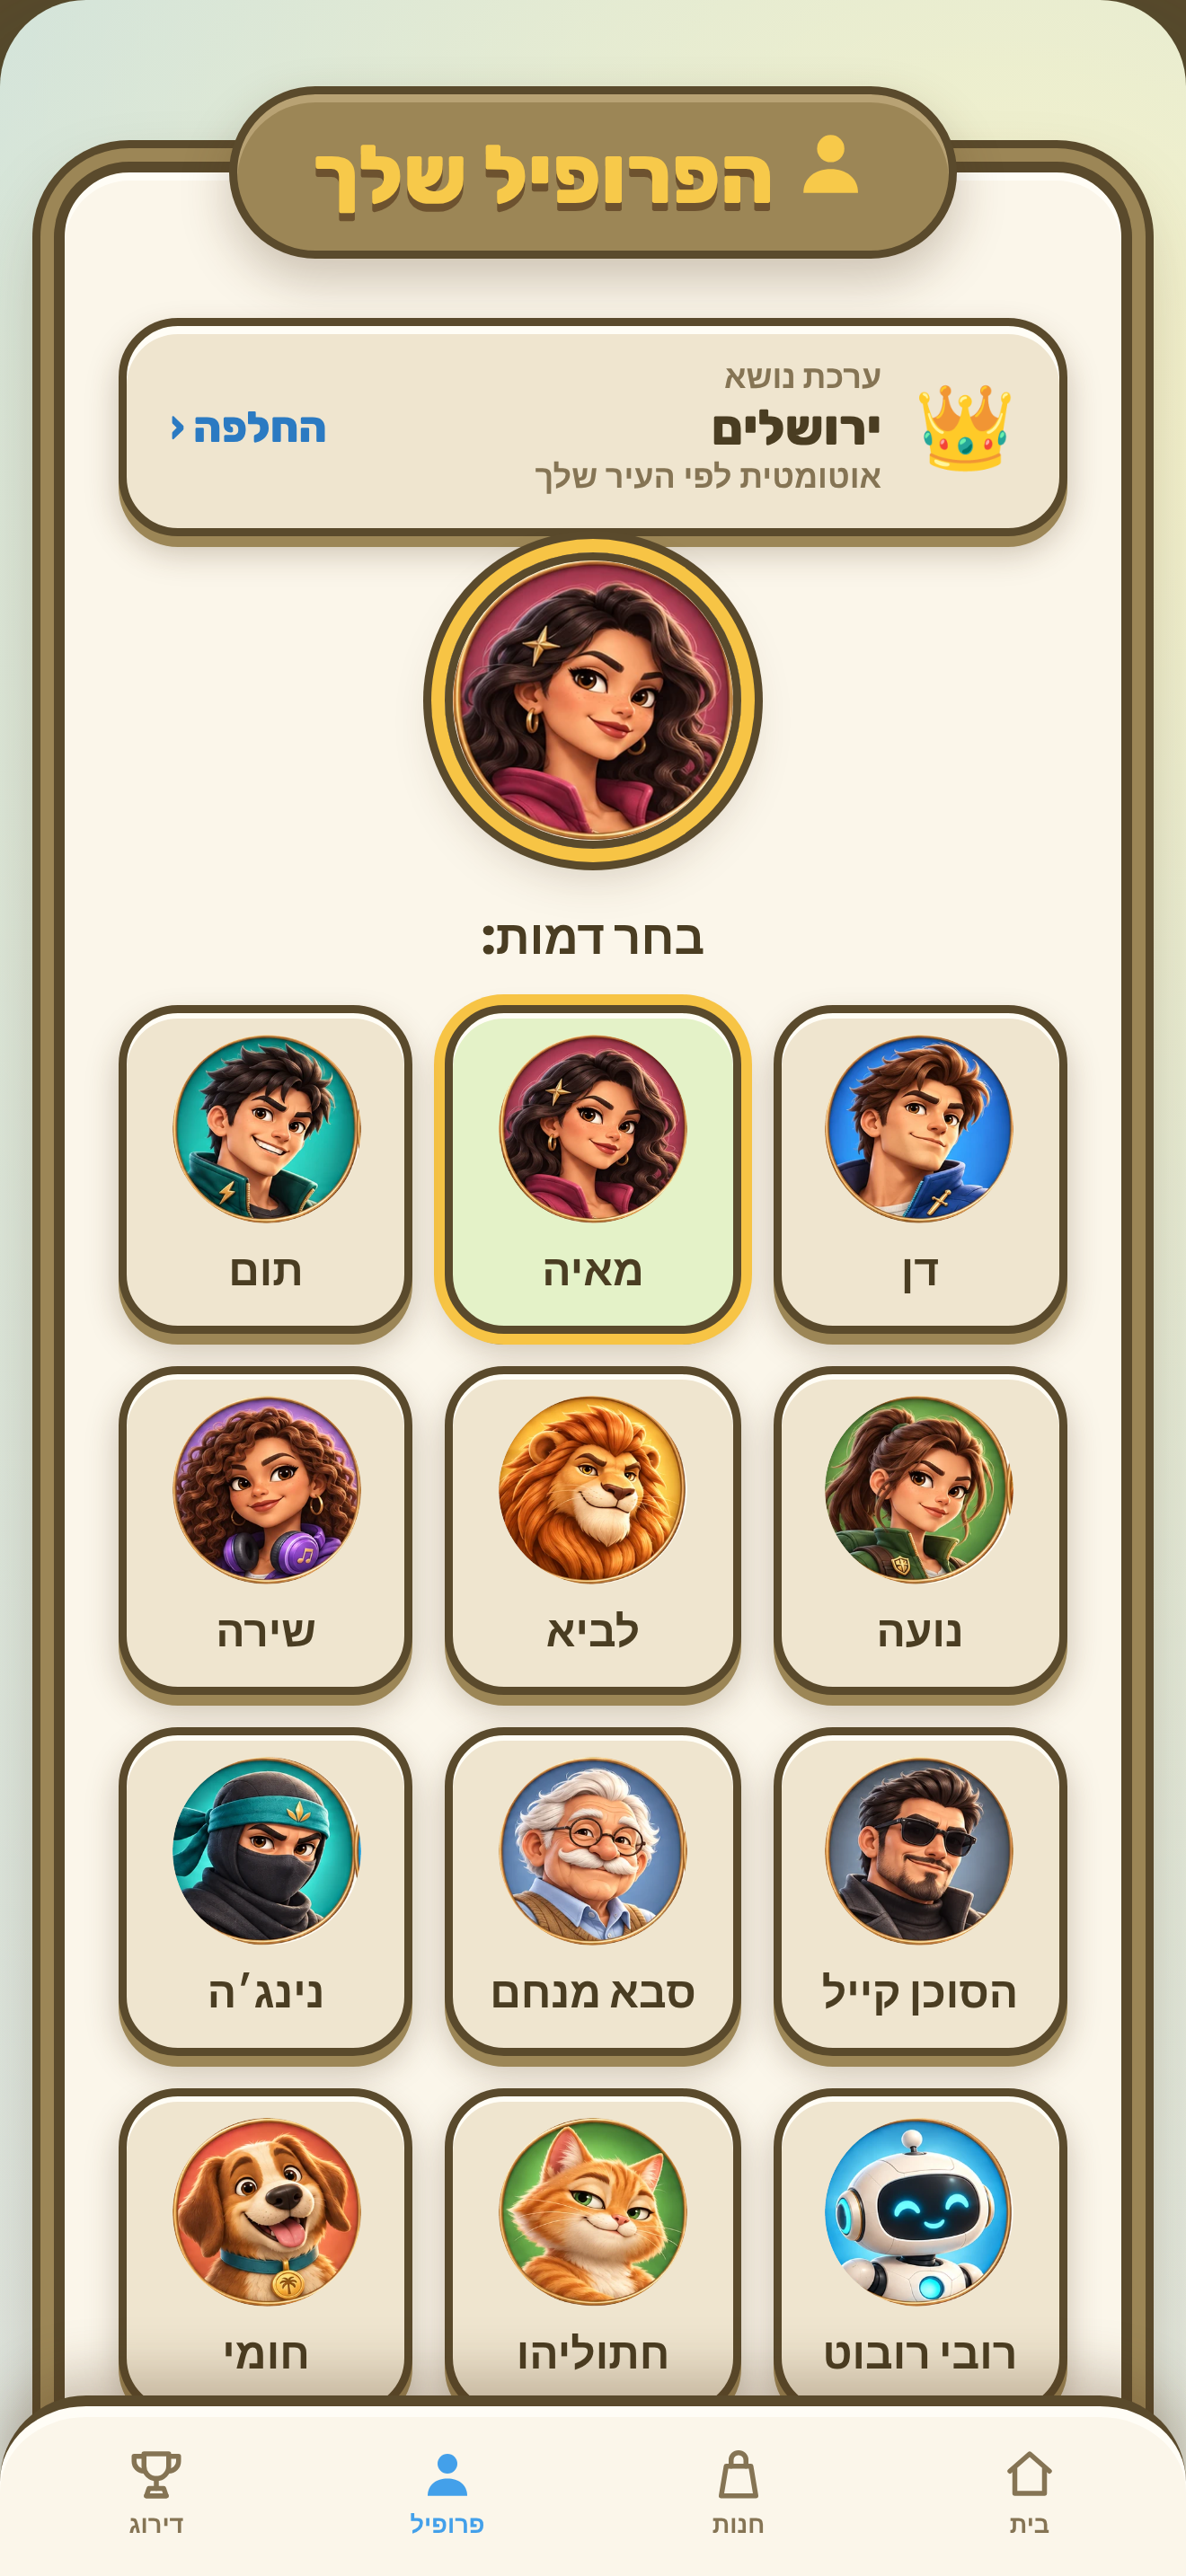 הפרופיל שלך
ערכת נושא
ירושלים
אוטומטית לפי העיר שלך
החלפה ›
בחר דמות:
דן
מאיה
תום
נועה
לביא
שירה
הסוכן קייל
סבא מנחם
נינג׳ה
רובי רובוט
חתוליהו
חומי
בית
חנות
פרופיל
דירוג